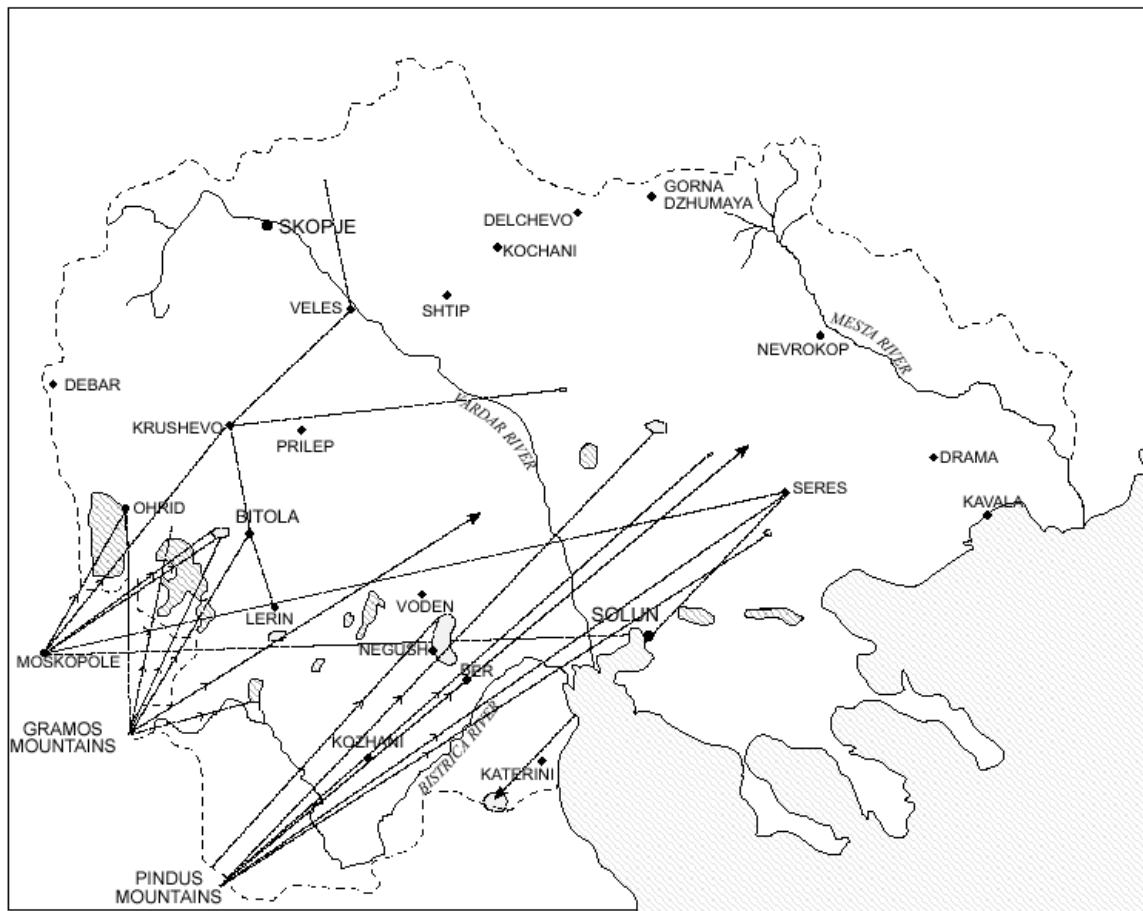 GORNA
DZHUMAYA
DELCHEVO
SKOPJE
KOCHANI
VELES
SHTIP
MESTA RIVER
NEVROKOP
DEBAR
VARDAR RIVER
KRUSHEVO
PRILEP
DRAMA
SERES
KAVALA
OHRID
BITOLA
VODEN
LERIN
SOLUN
NEGUSH
MOSKOPOLE
BER
GRAMOS
MOUNTAINS
KOZHANI
BISTRICA RIVER
KATERINI
PINDUS
MOUNTAINS